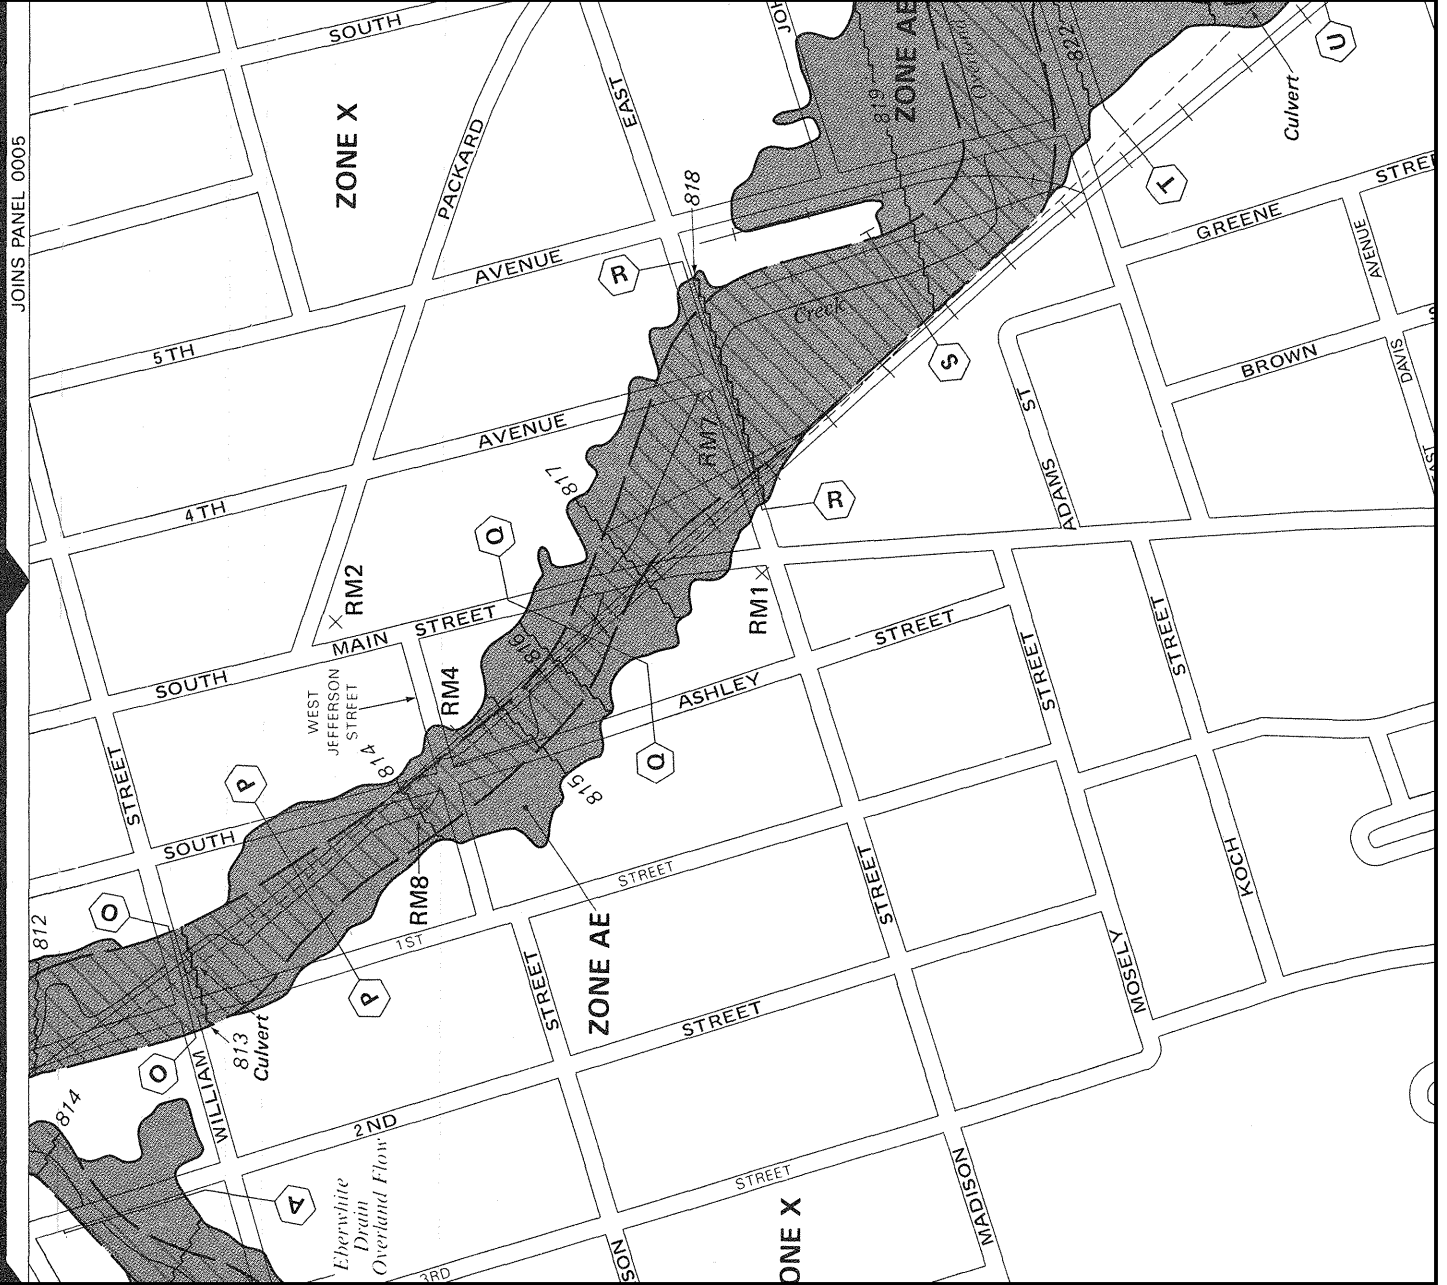 JOINS PANEL 0005
SOUTH
ZONE X
PACKARD
EAST
JOH
819
ZONE AE
Overland
822
U
Culvert
T
STREE
GREENE
AVENUE
818
R
AVENUE
5TH
Creek
S
BROWN
DAVIS
ST
ADAMS
AVENUE
4TH
RM7
817
R
Q
RM2
RM1
STREET
MAIN
SOUTH
816
STREET
STREET
STREET
WEST
JEFFERSON
STREET
RM4
ASHLEY
814
Q
P
815
STREET
SOUTH
O
812
RM8
STREET
1ST
STREET
KOCH
ZONE AE
STREET
MOSELY
P
STREET
813
Culvert
O
WILLIAM
814
2ND
STREET
MADISON
A
Eberwhite
Drain
Overland Flow
3RD
SON
ONE X